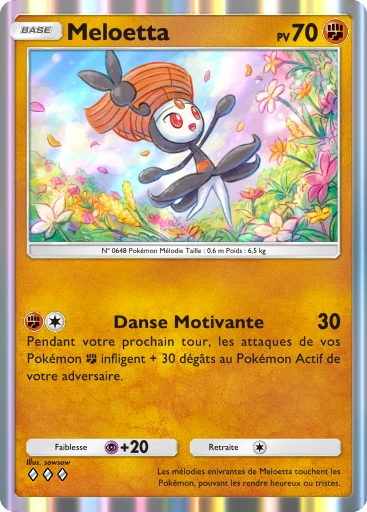 BASE Meloetta PV 70
N° 0648 Pokémon Mélodie Taille : 0,6 m Poids : 6,5 kg
Danse Motivante 30
Pendant votre prochain tour, les attaques de vos
Pokémon infligent + 30 dégâts au Pokémon Actif de
votre adversaire.
Faiblesse +20 Retraite
Illus. sowsow
Les mélodies enivrantes de Meloetta touchent les
Pokémon, pouvant les rendre heureux ou tristes.